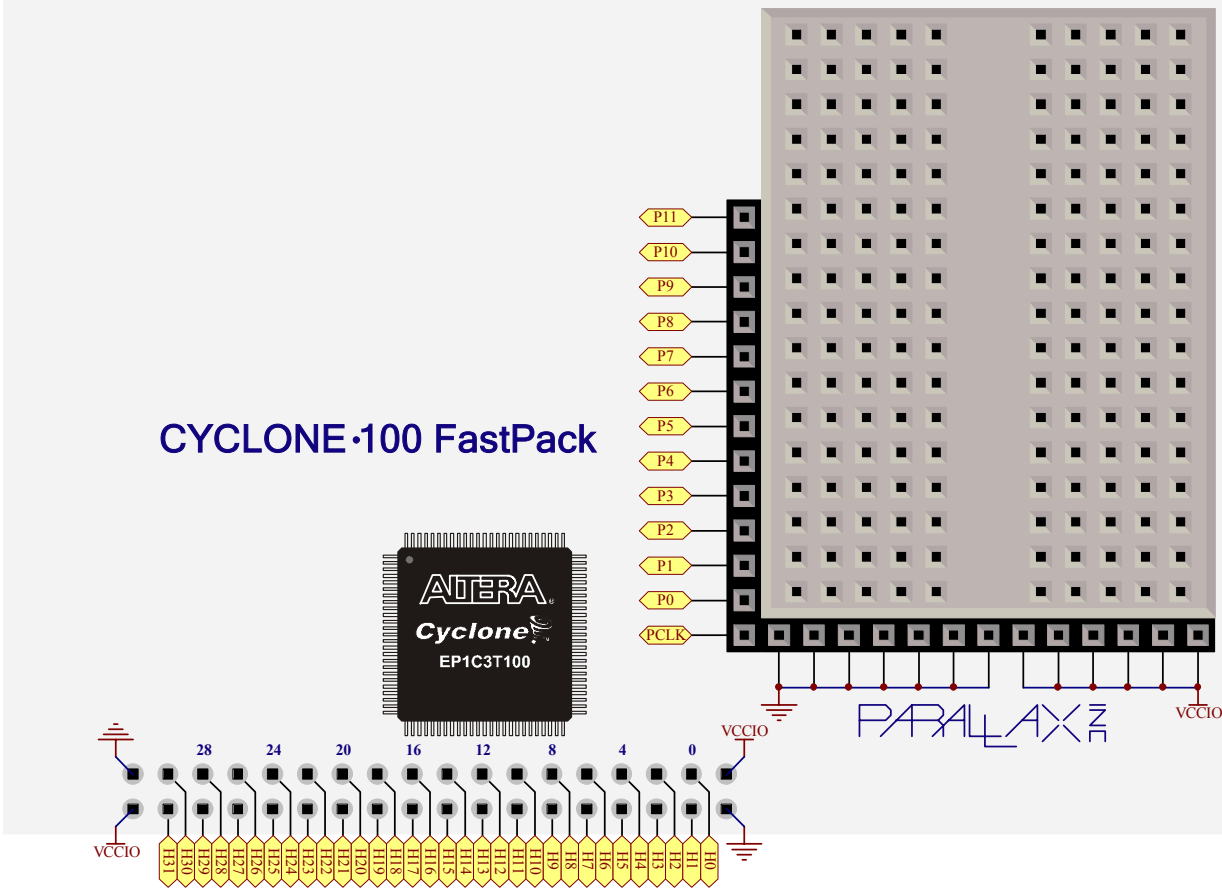 P11
P10
P9
P8
P7
P6
P5
CYCLONE·100 FastPack
P4
P3
P2
P1
ALTERA®
P0
Cyclone
PCLK
EP1C3T100
PARALLAX INC
VCCIO
VCCIO
28 24 20 16 12 8 4 0
VCCIO
H31 H30 H29 H28 H27 H26 H25 H24 H23 H22 H21 H20 H19 H18 H17 H16 H15 H14 H13 H12 H11 H10 H9 H8 H7 H6 H5 H4 H3 H2 H1 H0